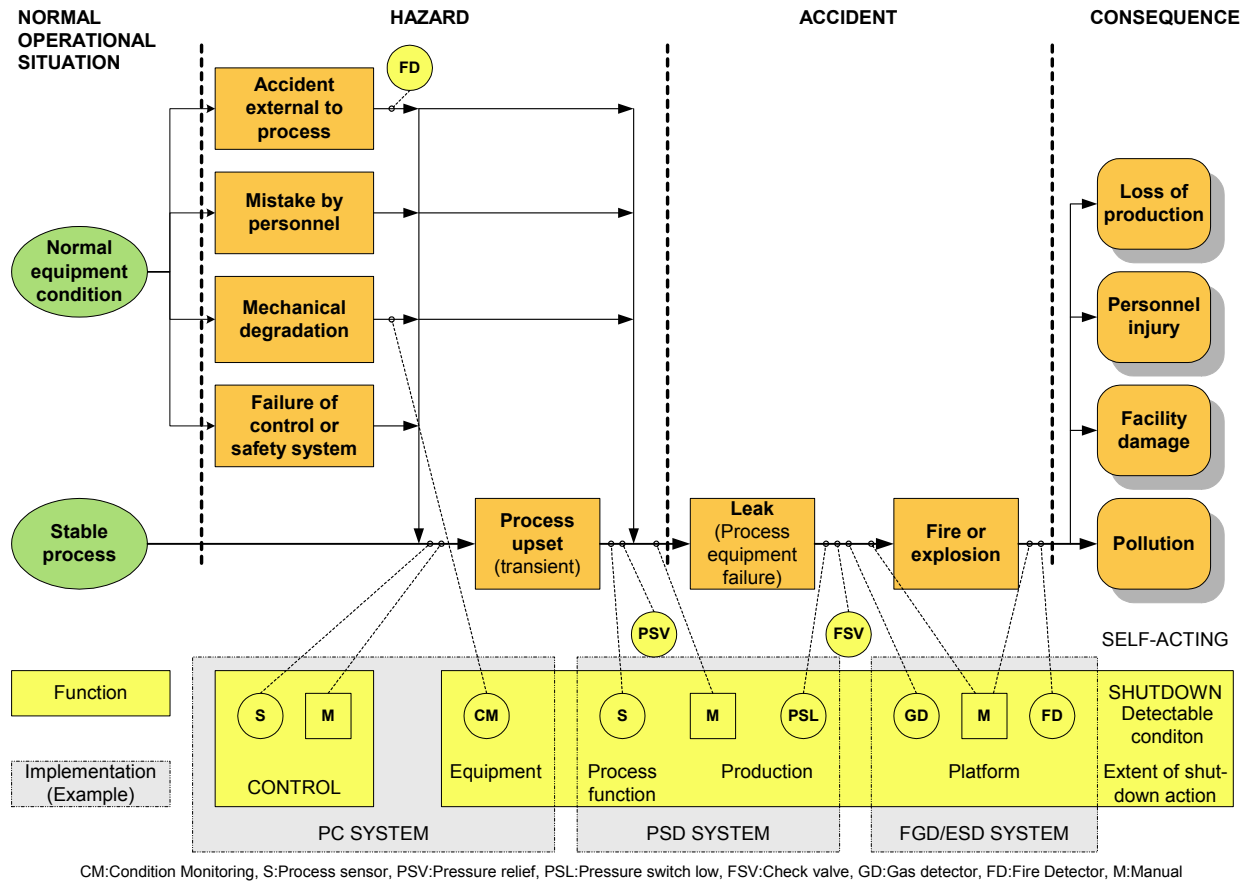 NORMAL
OPERATIONAL
SITUATION
HAZARD
ACCIDENT
CONSEQUENCE
FD
Accident
external to
process
Mistake by
personnel
Normal
equipment
condition
Mechanical
degradation
Failure of
control or
safety system
Loss of
production
Personnel
injury
Facility
damage
Stable
process
Process
upset
(transient)
Leak
(Process
equipment
failure)
Fire or
explosion
Pollution
PSV
FSV
SELF-ACTING
Function
S
M
CM
S
M
PSL
GD
M
FD
SHUTDOWN
Detectable
conditon
Implementation
(Example)
CONTROL
Equipment
Process
function
Production
Platform
Extent of shut-
down action
PC SYSTEM
PSD SYSTEM
FGD/ESD SYSTEM
CM:Condition Monitoring, S:Process sensor, PSV:Pressure relief, PSL:Pressure switch low, FSV:Check valve, GD:Gas detector, FD:Fire Detector, M:Manual